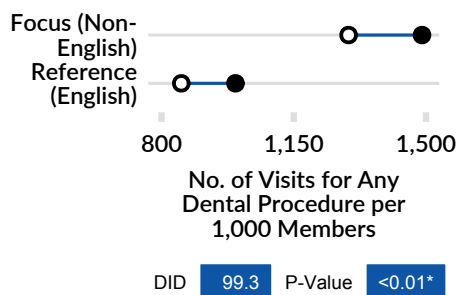 Focus (Non-
English)
Reference
(English)
800 1,150 1,500
No. of Visits for Any
Dental Procedure per
1,000 Members
DID 99.3 P-Value <0.01*